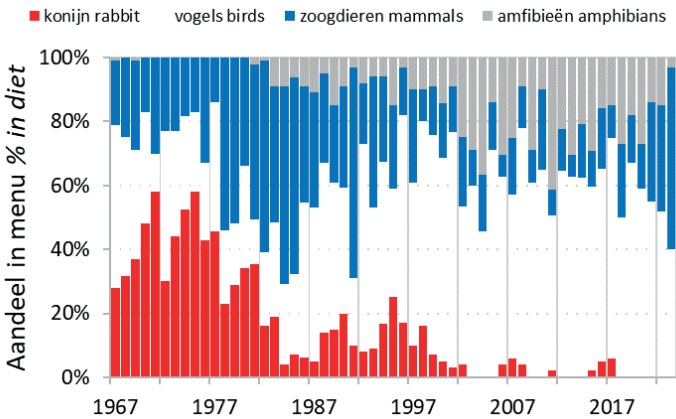 konijn rabbit vogels birds zoogdieren mammals amfibieën amphibians
Aandeel in menu % in diet
100%
80%
60%
40%
20%
0%
1967 1977 1987 1997 2007 2017